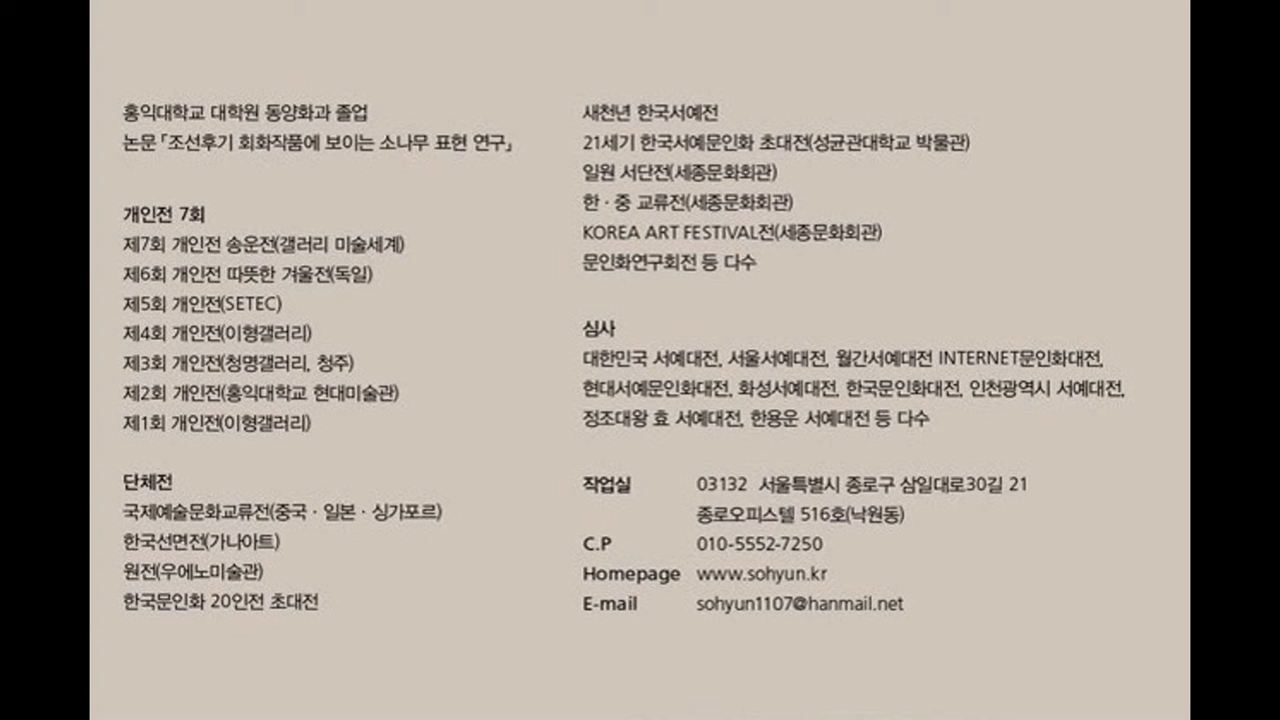 홍익대학교 대학원 동양화과 졸업
논문 「조선후기 회화작품에 보이는 소나무 표현 연구」
개인전 7회
제7회 개인전 송운전(갤러리 미술세계)
제6회 개인전 따뜻한 겨울전(독일)
제5회 개인전(SETEC)
제4회 개인전(이형갤러리)
제3회 개인전(청명갤러리, 청주)
제2회 개인전(홍익대학교 현대미술관)
제1회 개인전(이형갤러리)
단체전
국제예술문화교류전(중국 · 일본 · 싱가포르)
한국선면전(가나아트)
원전(우에노미술관)
한국문인화 20인전 초대전
새천년 한국서예전
21세기 한국서예문인화 초대전(성균관대학교 박물관)
일원 서단전(세종문화회관)
한 · 중 교류전(세종문화회관)
KOREA ART FESTIVAL전(세종문화회관)
문인화연구회전 등 다수
심사
대한민국 서예대전, 서울서예대전, 월간서예대전 INTERNET문인화대전,
현대서예문인화대전, 화성서예대전, 한국문인화대전, 인천광역시 서예대전,
정조대왕 효 서예대전, 한용운 서예대전 등 다수
작업실 03132 서울특별시 종로구 삼일대로30길 21
종로오피스텔 516호(낙원동)
C.P 010-5552-7250
Homepage www.sohyun.kr
E-mail sohyun1107@hanmail.net